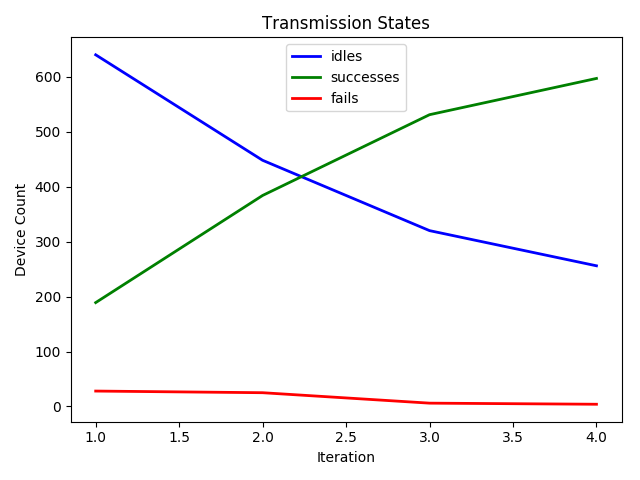 Transmission States
idles
successes
fails
Device Count
600
500
400
300
200
100
0
1.0 1.5 2.0 2.5 3.0 3.5 4.0
Iteration